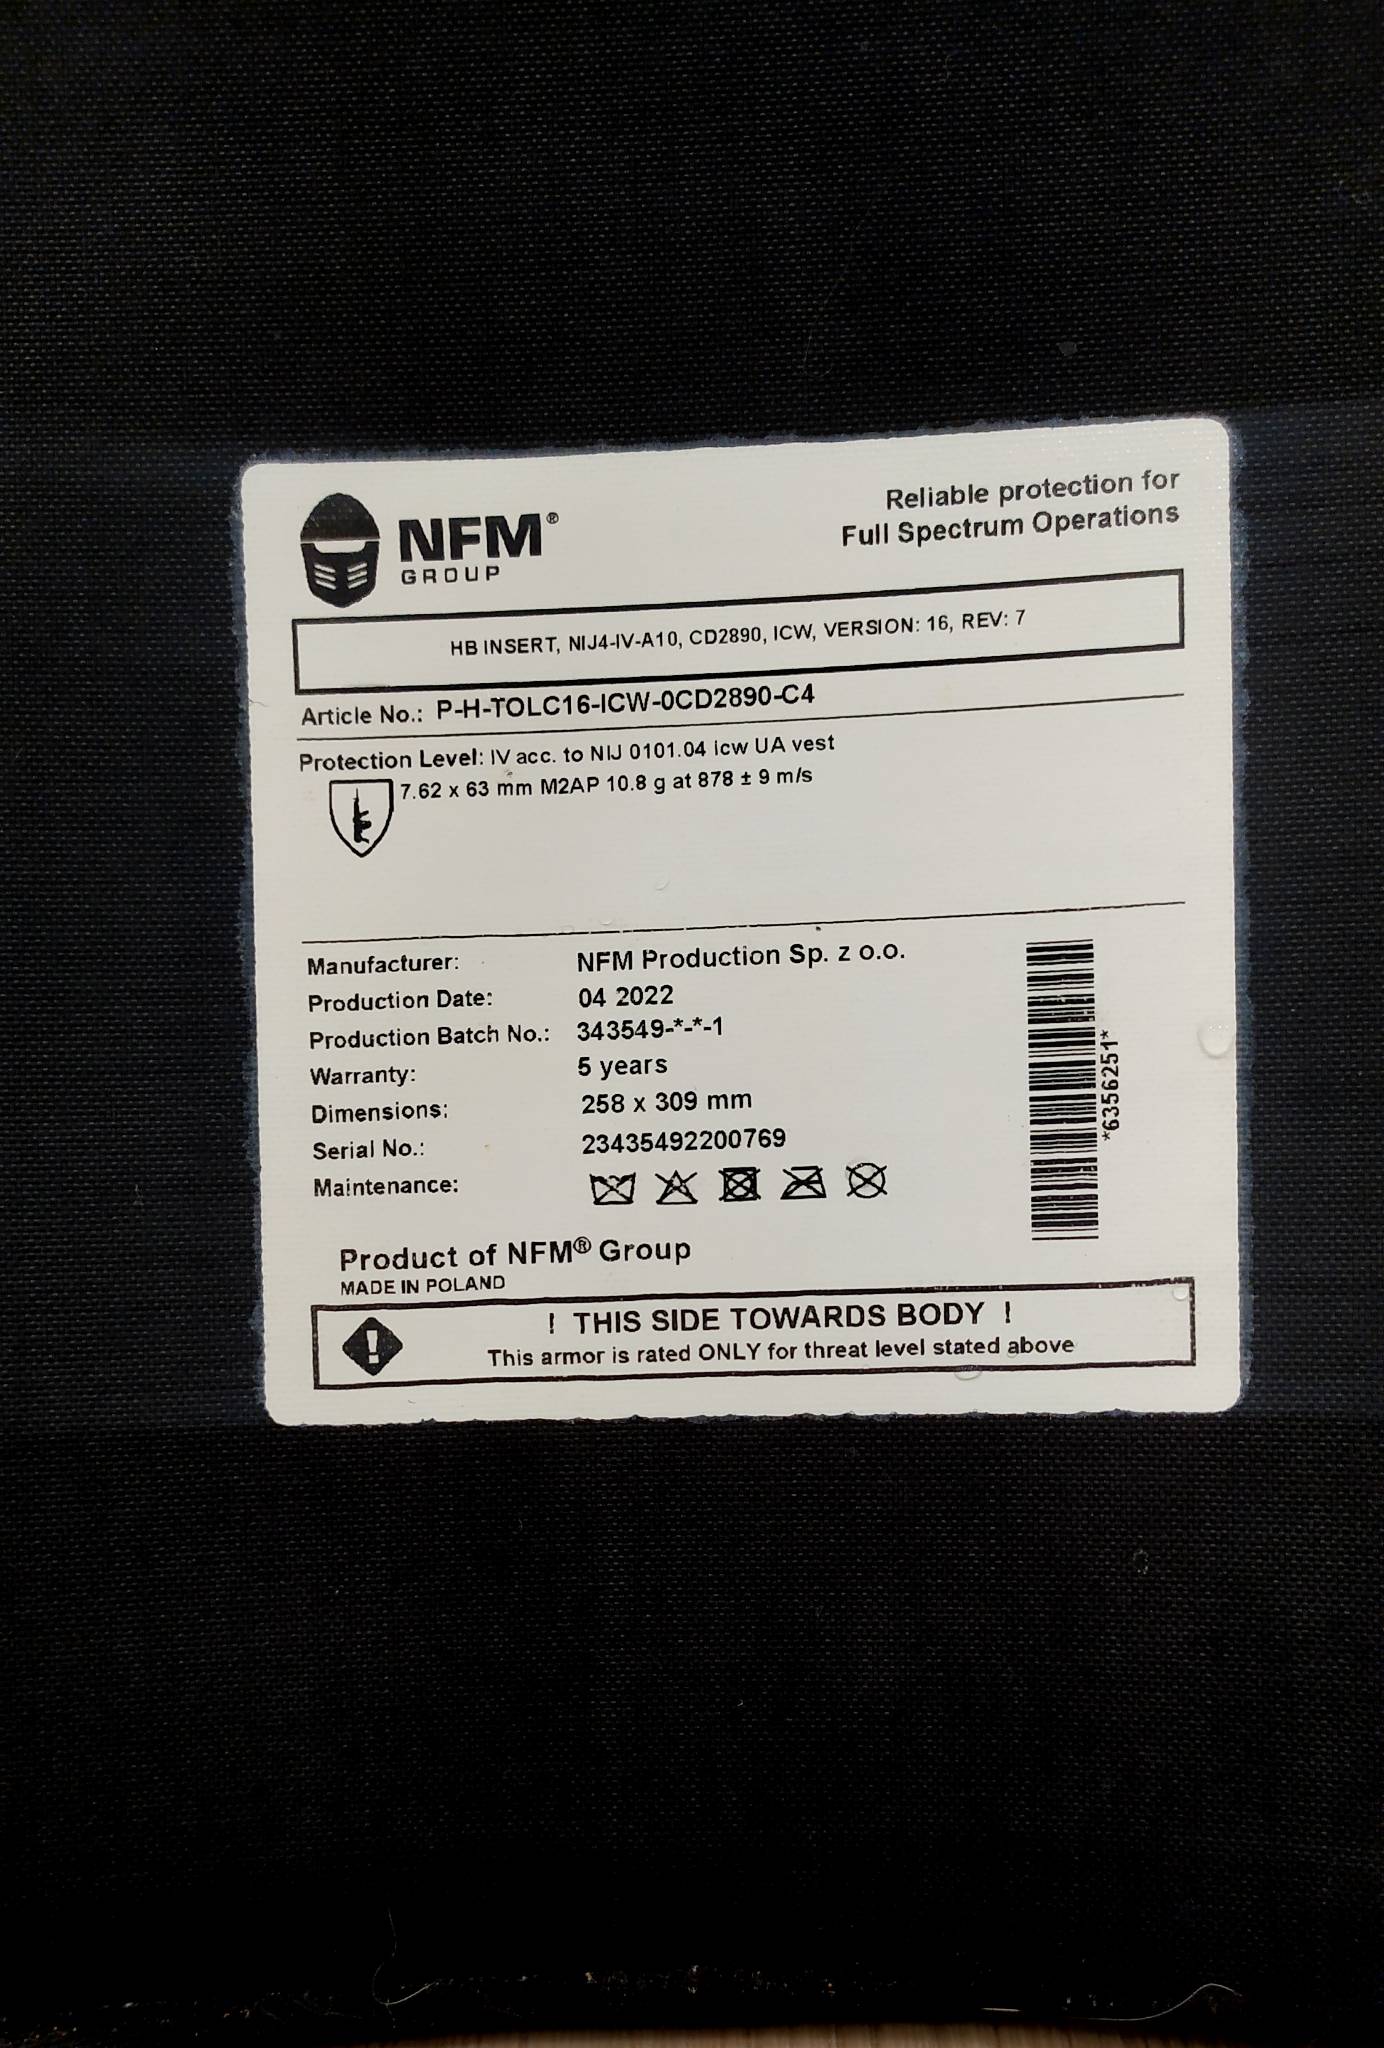 NFM®
GROUP
Reliable protection for
Full Spectrum Operations
HB INSERT, NIJ4-IV-A10, CD2890, ICW, VERSION: 16, REV: 7
Article No.: P-H-TOLC16-ICW-0CD2890-C4
Protection Level: IV acc. to NIJ 0101.04 icw UA vest
7.62 x 63 mm M2AP 10.8 g at 878 ± 9 m/s
Manufacturer: NFM Production Sp. z o.o.
Production Date: 04 2022
Production Batch No.: 343549-*-*-1
Warranty: 5 years
Dimensions: 258 x 309 mm
Serial No.: 23435492200769
Maintenance:
*6356251*
Product of NFM® Group
MADE IN POLAND
! THIS SIDE TOWARDS BODY !
This armor is rated ONLY for threat level stated above